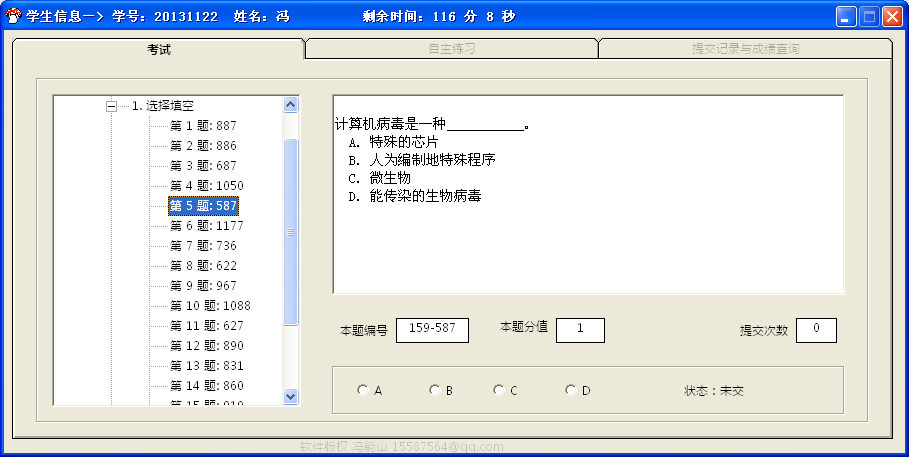 学生信息—> 学号：20131122 姓名：冯 剩余时间：116 分 8 秒
考试 自主练习 提交记录与成绩查询
1. 选择填空
第 1 题: 887
第 2 题: 886
第 3 题: 687
第 4 题: 1050
第 5 题: 587
第 6 题: 1177
第 7 题: 736
第 8 题: 622
第 9 题: 967
第 10 题: 1088
第 11 题: 627
第 12 题: 890
第 13 题: 831
第 14 题: 860
计算机病毒是一种__________。
A. 特殊的芯片
B. 人为编制地特殊程序
C. 微生物
D. 能传染的生物病毒
本题编号 159-587 本题分值 1 提交次数 0
A B C D 状态：未交
软件版权 冯能山 15587564@qq.com